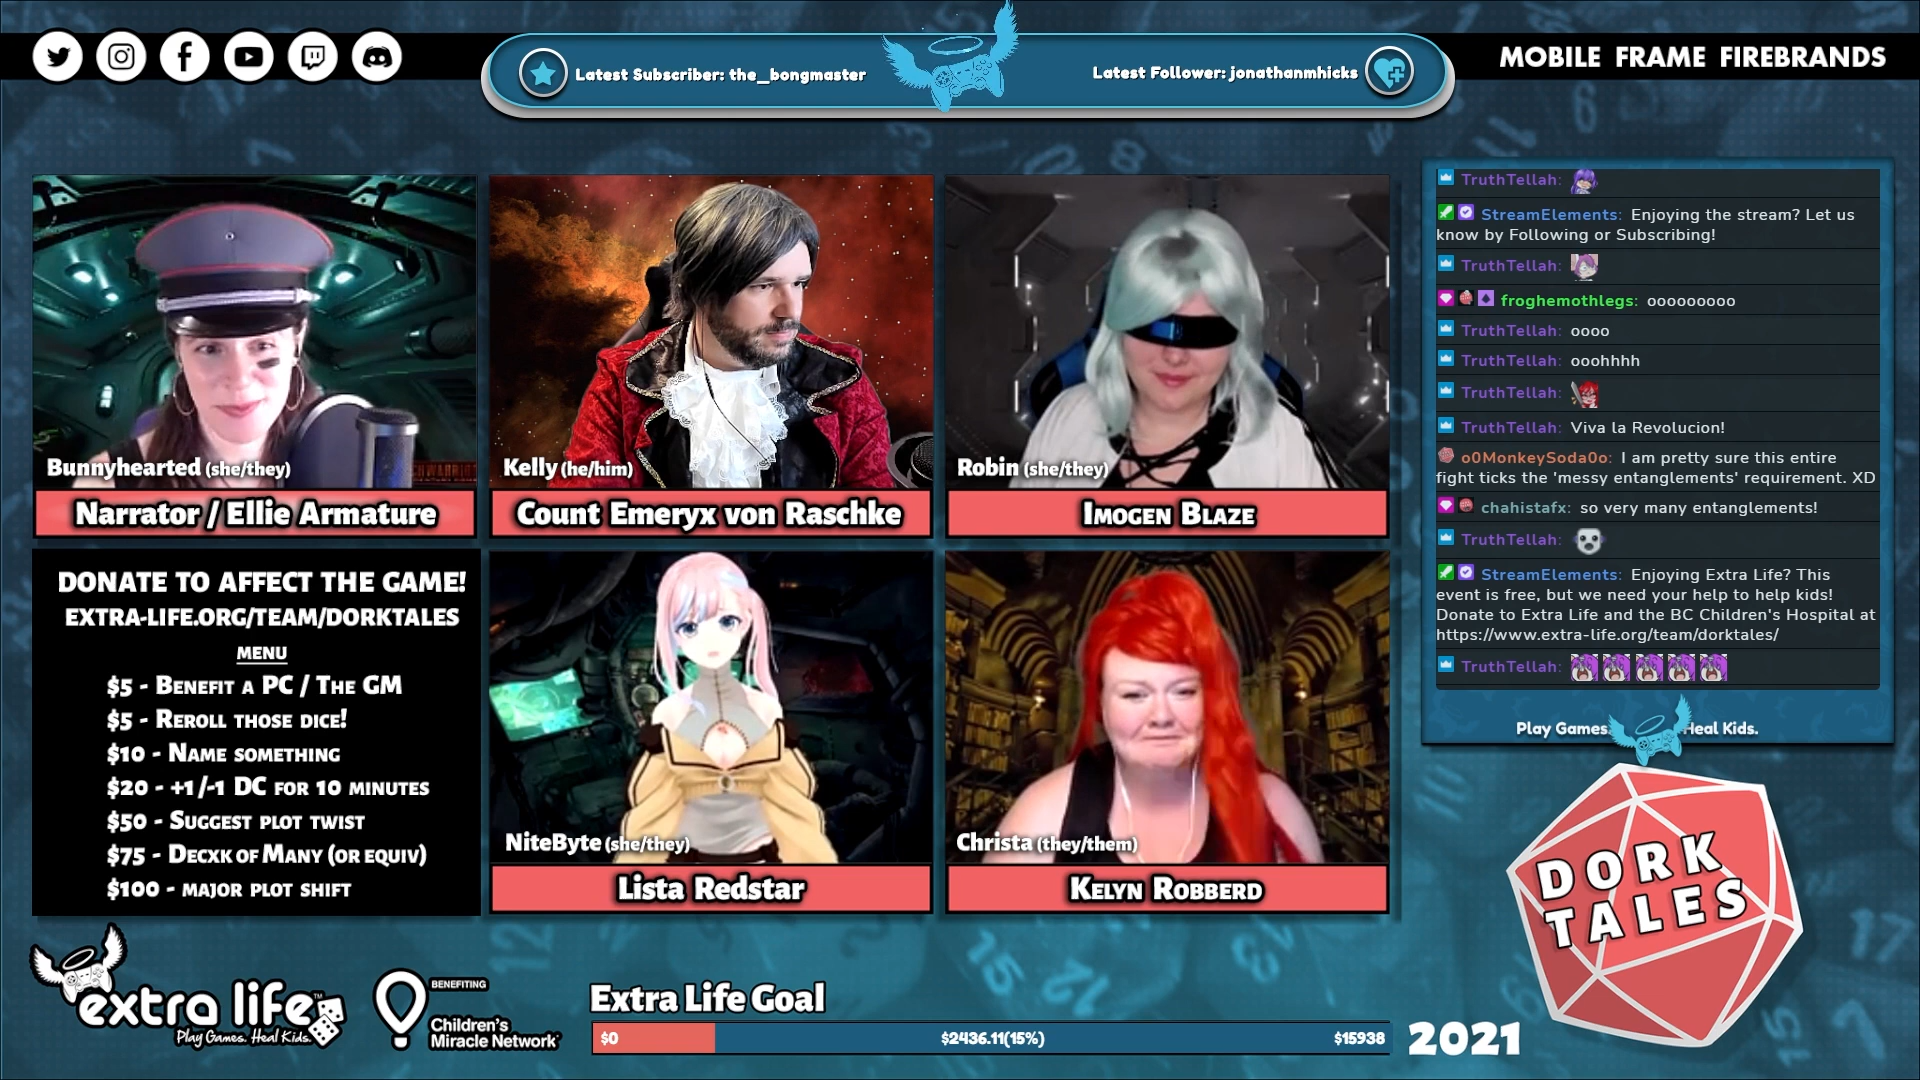 Latest Subscriber: the_bongmaster
Latest Follower: jonathanmhicks
MOBILE FRAME FIREBRANDS
Bunnyhearted (she/they)
Narrator / Ellie Armature
Kelly (he/him)
Count Emeryx von Raschke
Robin (she/they)
Imogen Blaze
DONATE TO AFFECT THE GAME!
EXTRA-LIFE.ORG/TEAM/DORKTALES
MENU
$5 - Benefit a PC / The GM
$5 - Reroll those dice!
$10 - Name something
$20 - +1/-1 DC for 10 minutes
$50 - Suggest plot twist
$75 - Decxk of Many (or equiv)
$100 - major plot shift
NiteByte (she/they)
Lista Redstar
Christa (they/them)
Kelyn Robberd
TruthTellah:
StreamElements: Enjoying the stream? Let us
know by Following or Subscribing!
TruthTellah:
froghemothlegs: ooooooooo
TruthTellah: oooo
TruthTellah: ooohhhh
TruthTellah:
TruthTellah: Viva la Revolucion!
o0MonkeySoda0o: I am pretty sure this entire
fight ticks the 'messy entanglements' requirement. XD
chahistafx: so very many entanglements!
TruthTellah:
StreamElements: Enjoying Extra Life? This
event is free, but we need your help to help kids!
Donate to Extra Life and the BC Children's Hospital at
https://www.extra-life.org/team/dorktales/
TruthTellah:
Play Games. Heal Kids.
DORK
TALES
extra life™
Play Games. Heal Kids.
BENEFITING
Children's
Miracle Network
Extra Life Goal
$0
$2436.11(15%)
$15938
2021